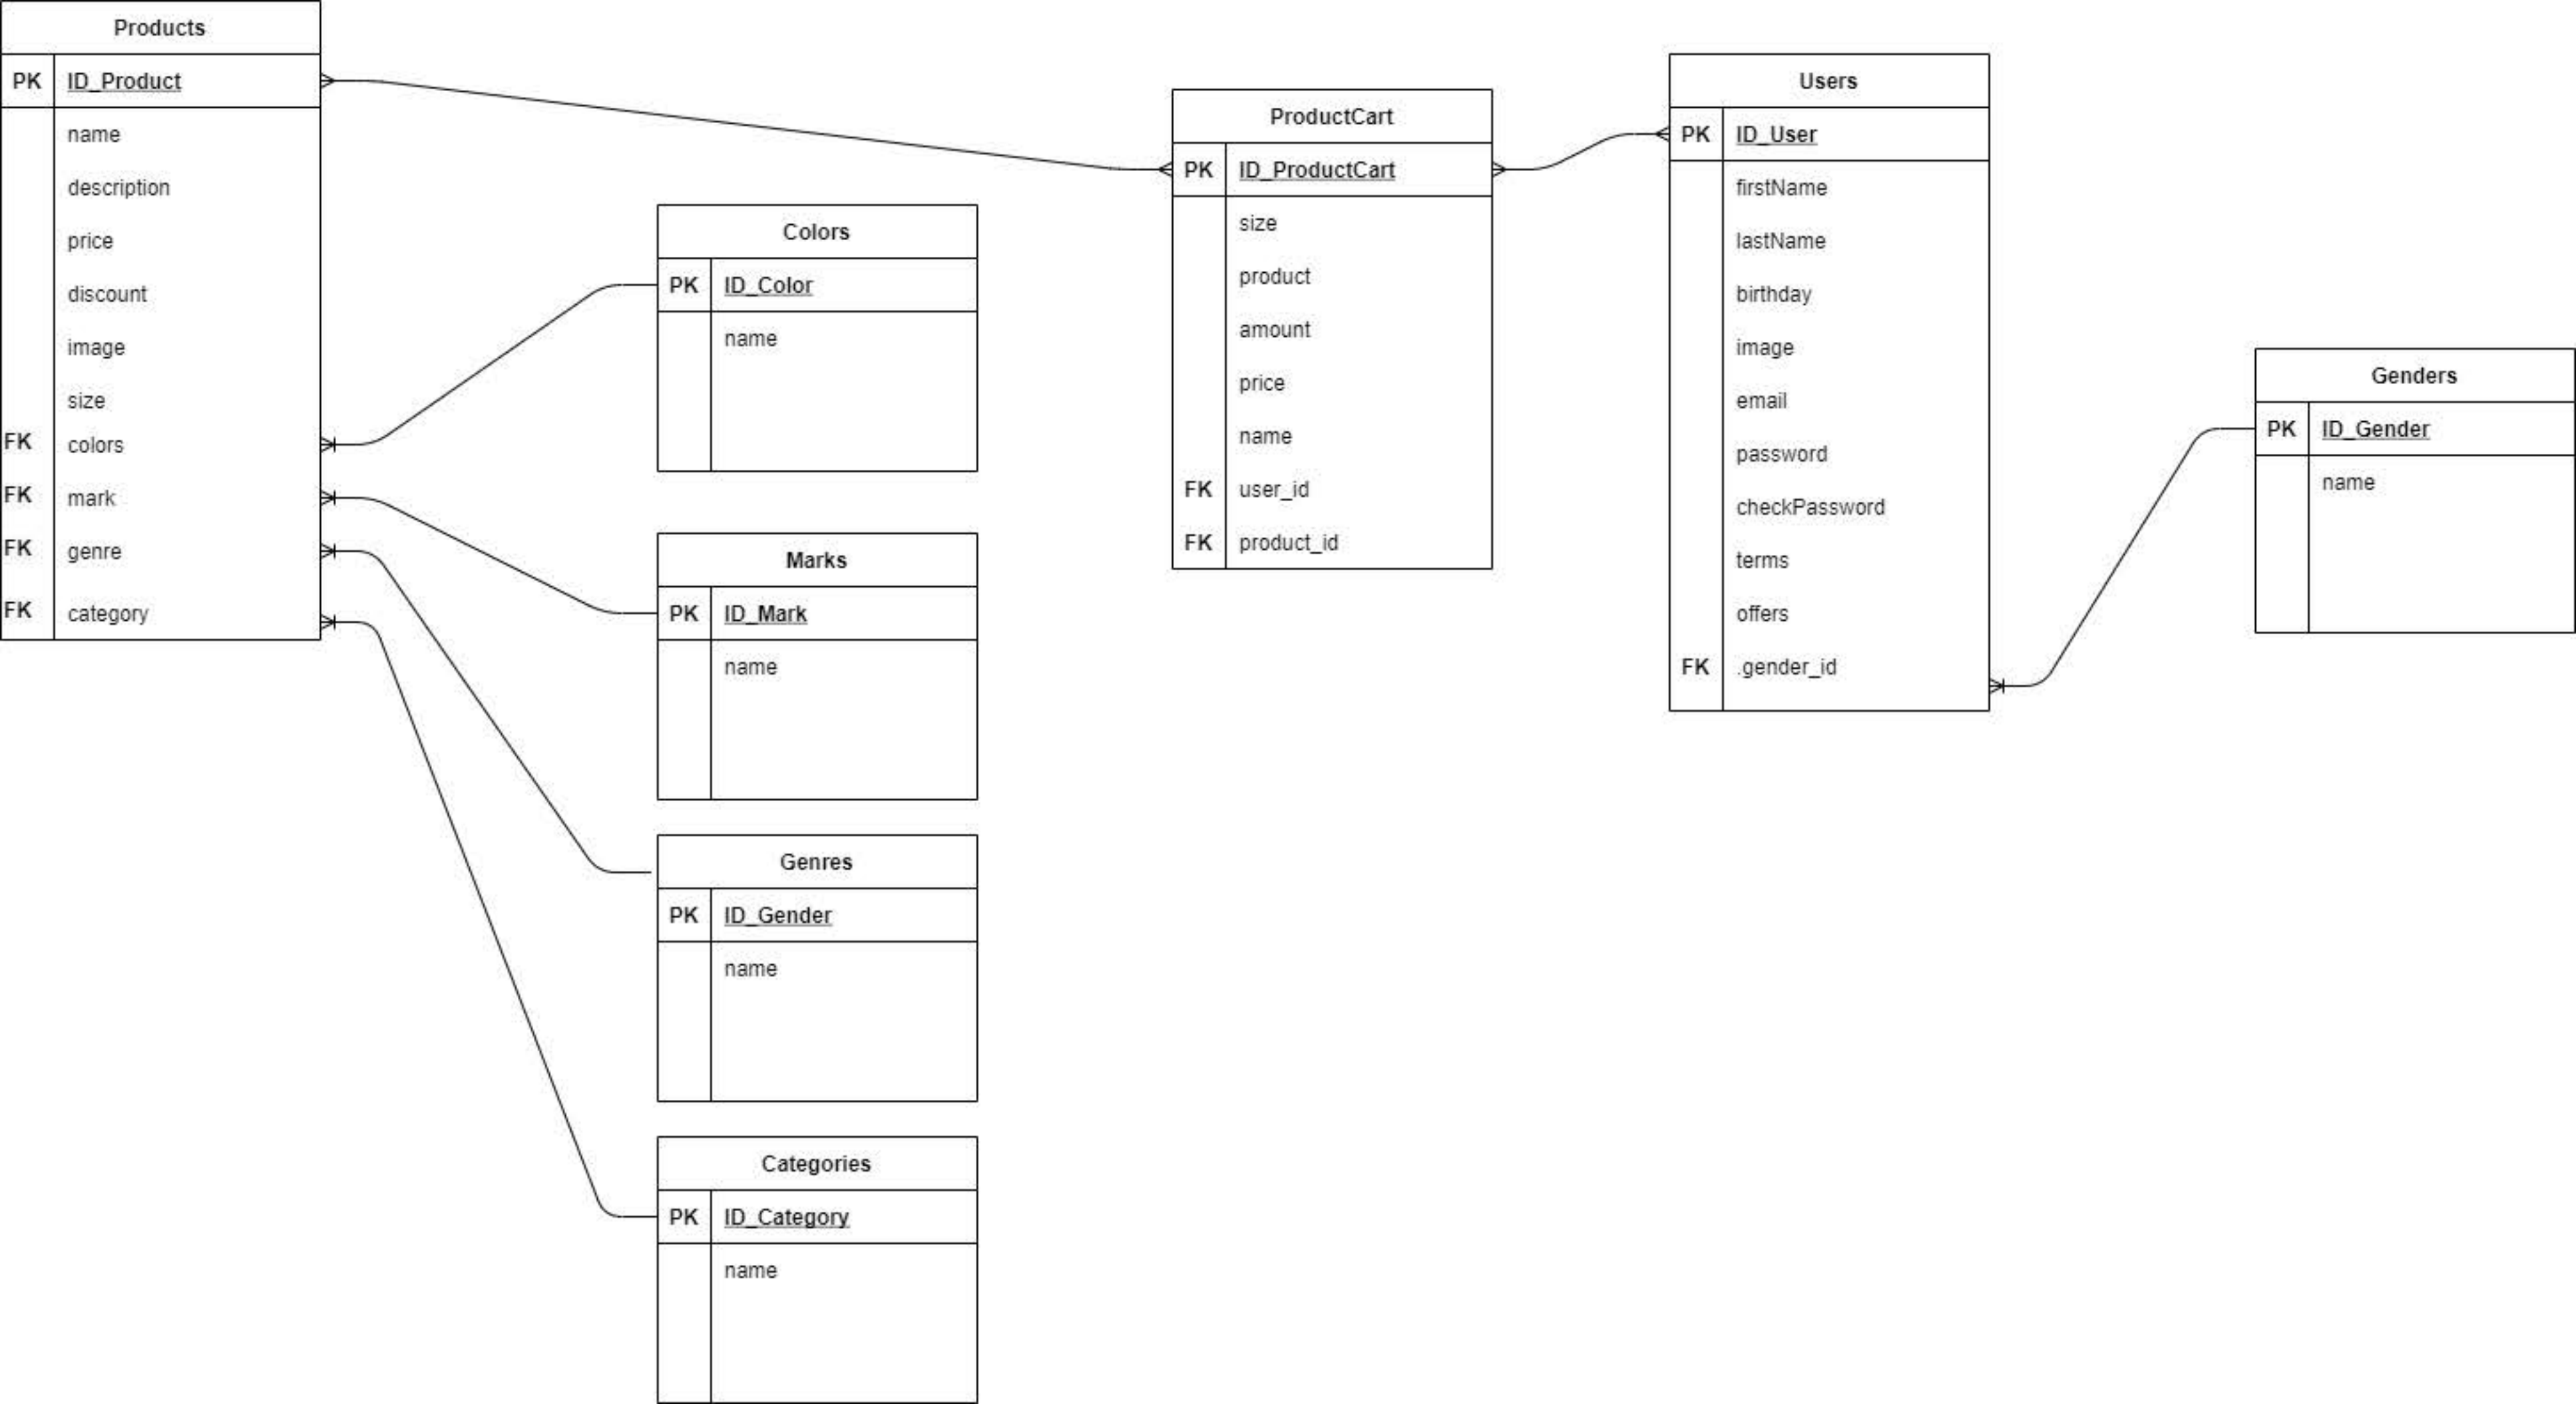 Products
PK ID_Product
name
description
price
discount
image
size
FK colors
FK mark
FK genre
FK category
Colors
PK ID_Color
name
Marks
PK ID_Mark
name
Genres
PK ID_Gender
name
Categories
PK ID_Category
name
ProductCart
PK ID_ProductCart
size
product
amount
price
name
FK user_id
FK product_id
Users
PK ID_User
firstName
lastName
birthday
image
email
password
checkPassword
terms
offers
FK .gender_id
Genders
PK ID_Gender
name